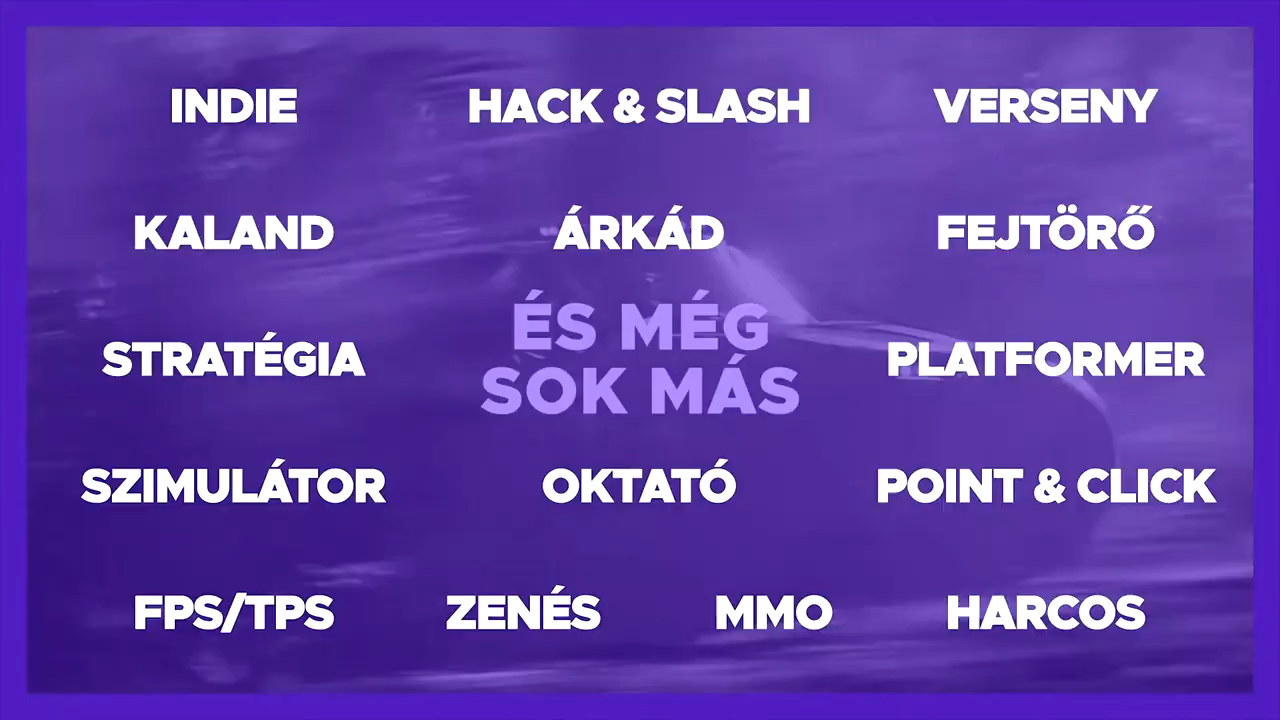 INDIE
HACK & SLASH
VERSENY
KALAND
ÁRKÁD
FEJTÖRŐ
ÉS MÉG
SOK MÁS
STRATÉGIA
PLATFORMER
SZIMULÁTOR
OKTATÓ
POINT & CLICK
FPS/TPS
ZENÉS
MMO
HARCOS